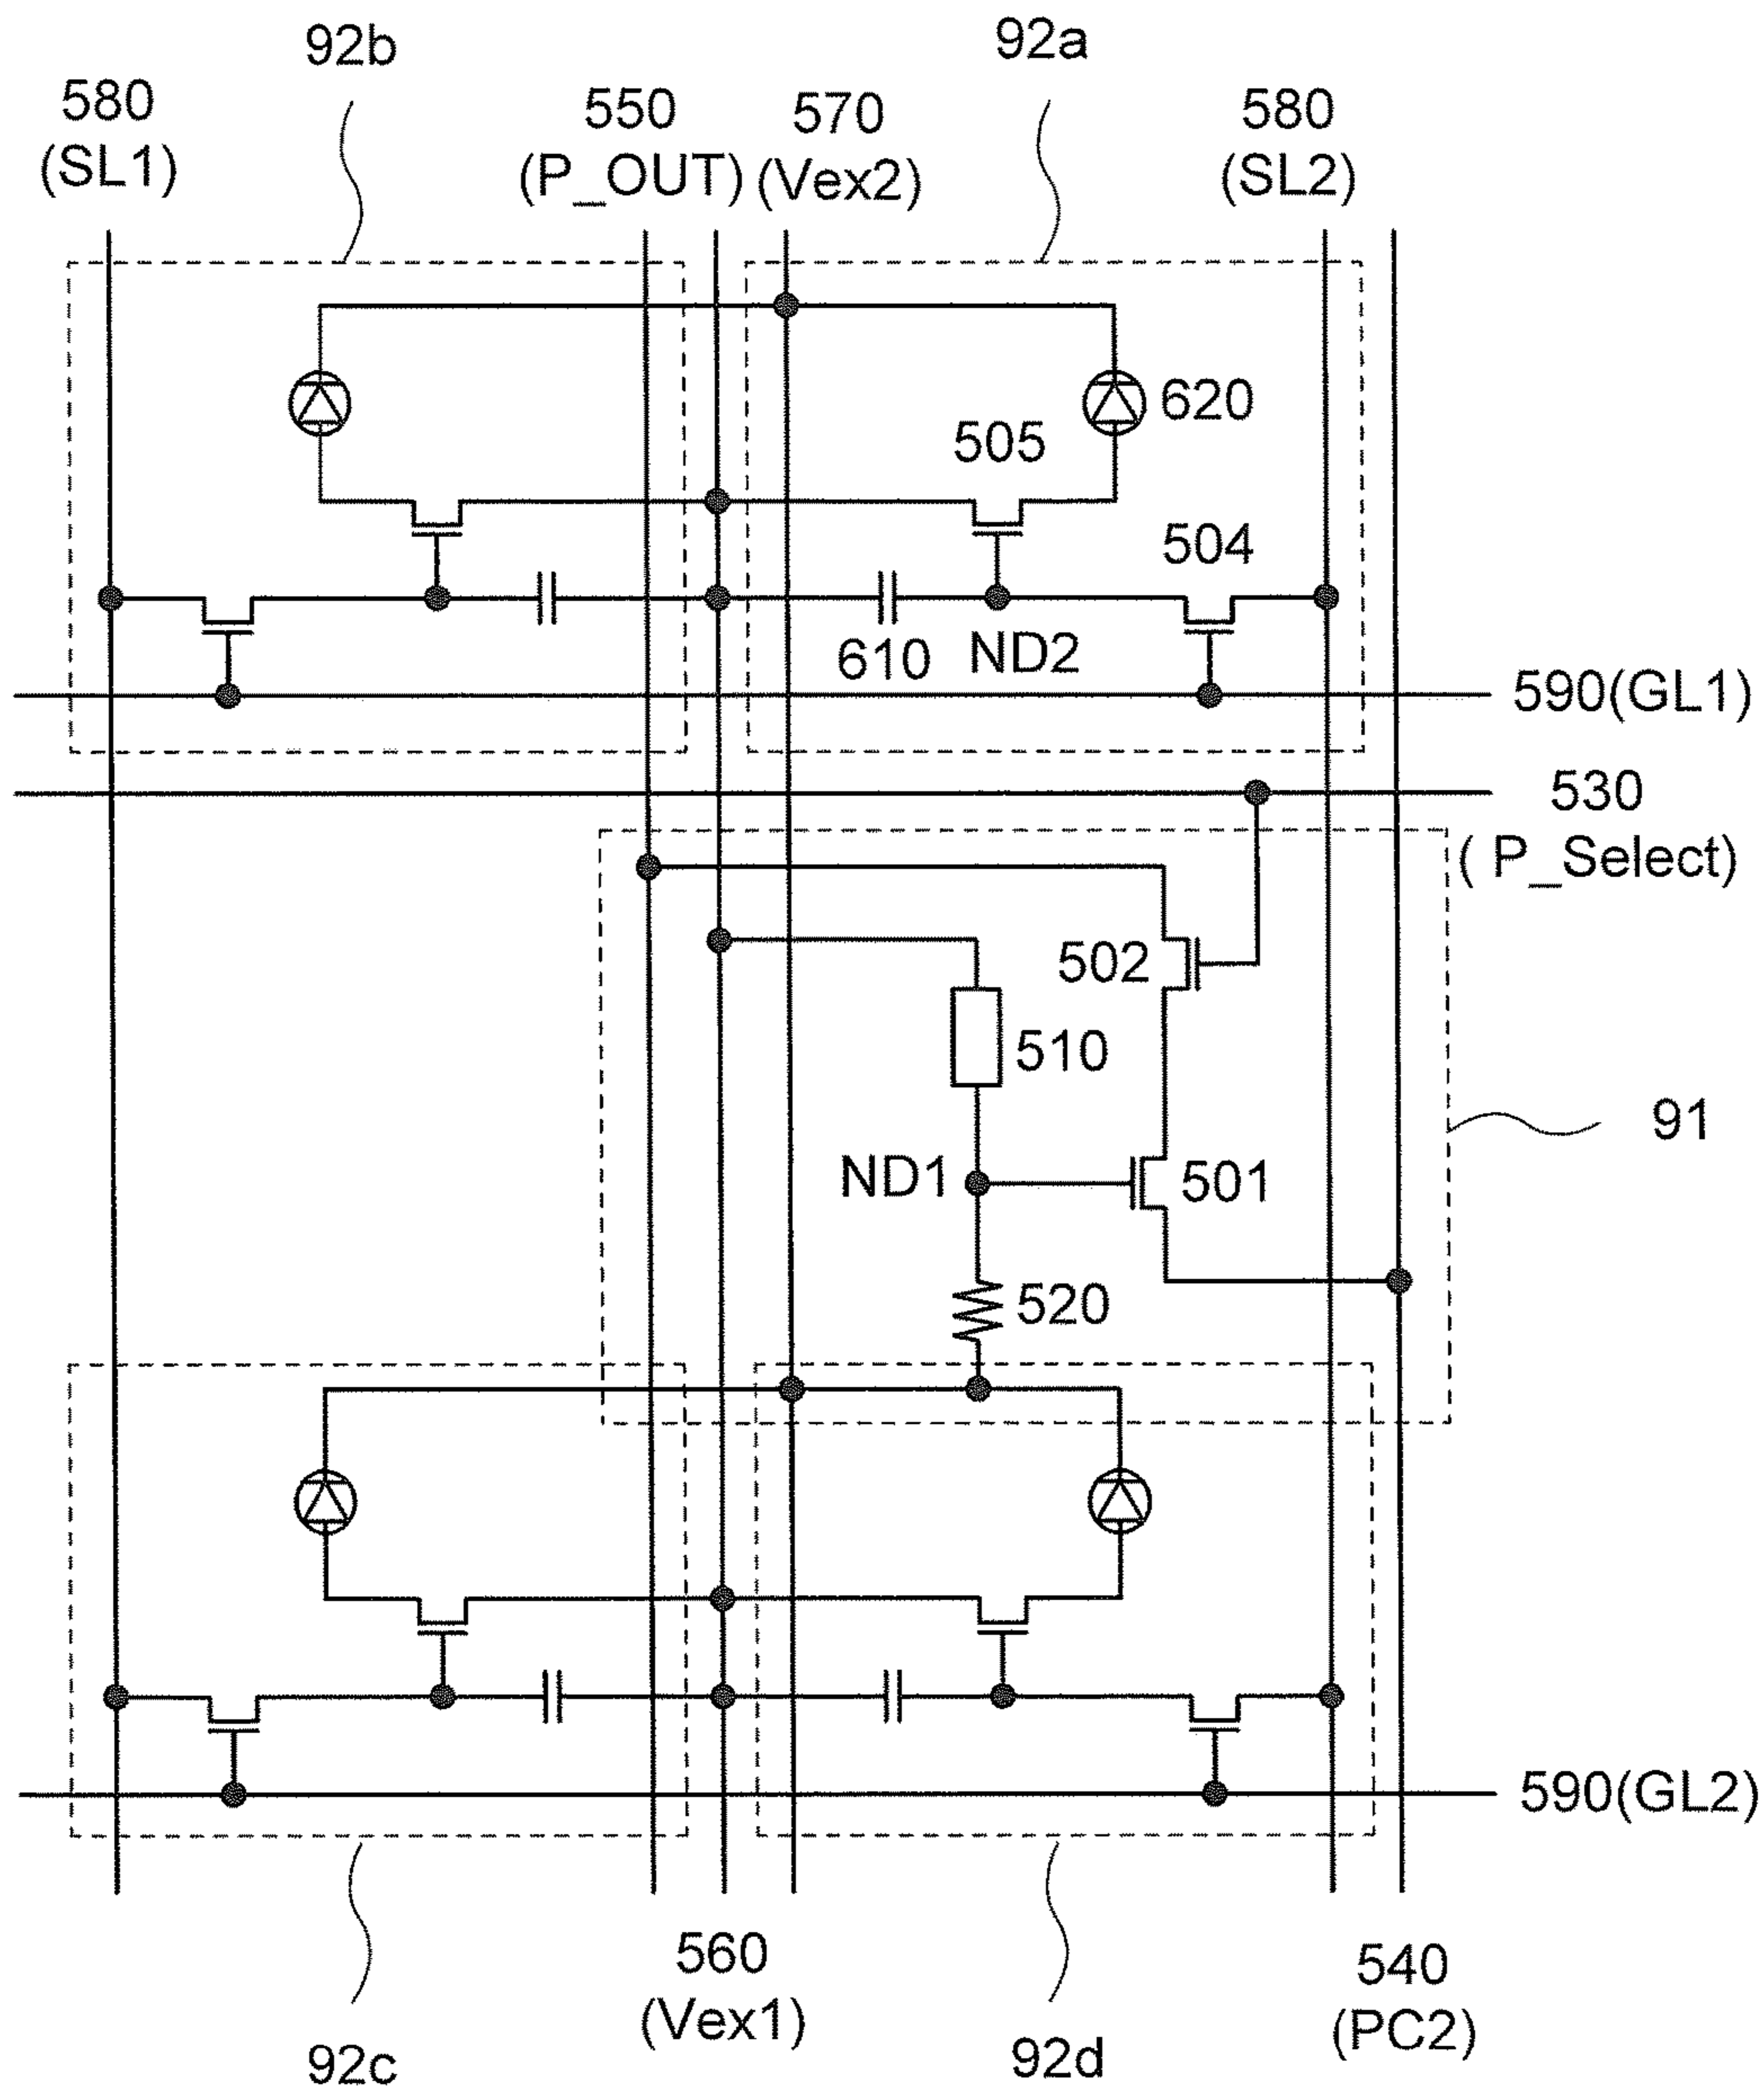 92b
92a
580
(SL1)
550
(P_OUT)
570
(Vex2)
580
(SL2)
620
505
504
610
ND2
590(GL1)
530
( P_Select)
502
510
91
ND1
501
520
590(GL2)
560
(Vex1)
540
(PC2)
92c
92d